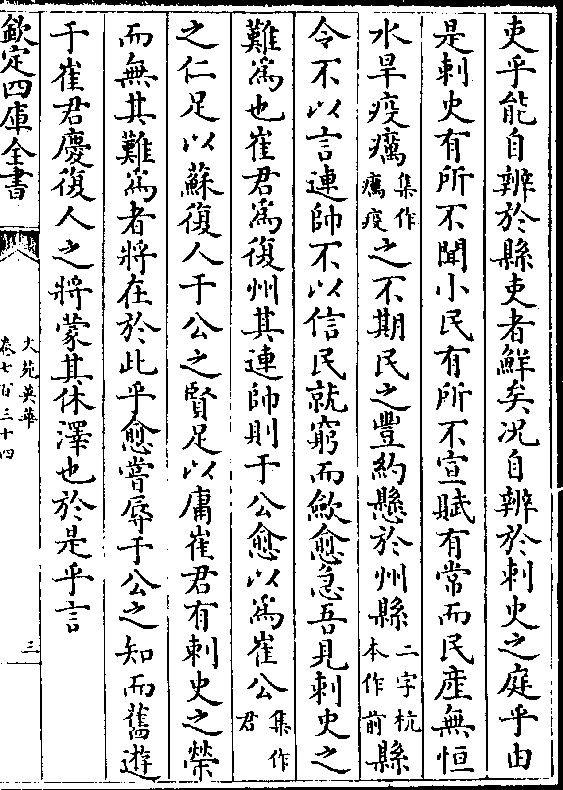 吏乎能自辨於縣吏者鮮矣况自辨於刺史之庭乎由
是刺史有所不聞小民有所不宣賦有常而民產無恒
水旱疫癘集作癘疫之不期民之豐約懸於州縣二字杭本作前縣
令不以言連帥不以信民就窮而歛愈急吾見刺史之
難爲也崔君爲復州其連帥則于公愈以爲崔公集作君
之仁足以蘇復人于公之賢足以庸崔君有刺史之榮
而無其難爲者將在於此乎愈嘗辱于公之知而舊遊
于崔君慶復人之將蒙其休澤也於是乎言
欽定四庫全書
文苑英華
卷七百三十四
三